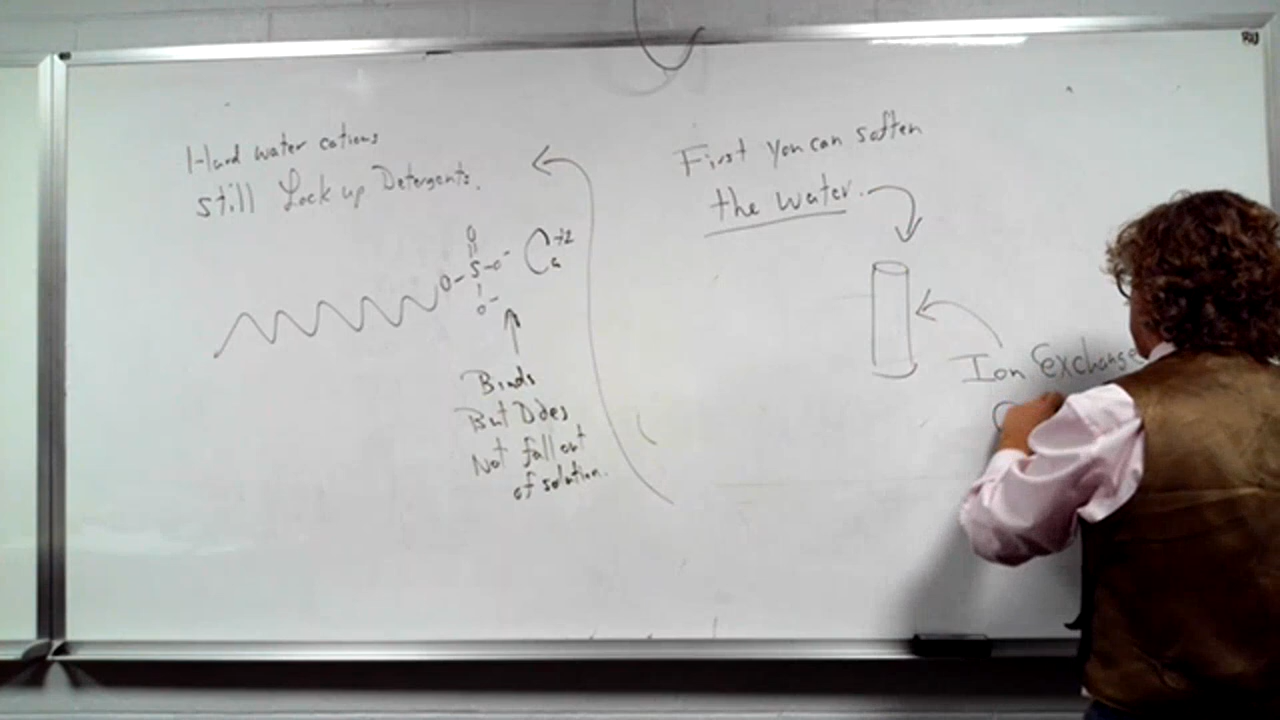 Hard water cations
still Lock up Detergents.
O
S
O
O-
O-
Ca+2
Binds
But Does
Not fall out
of solution.
First you can soften
the water.
Ion Exchange
RU